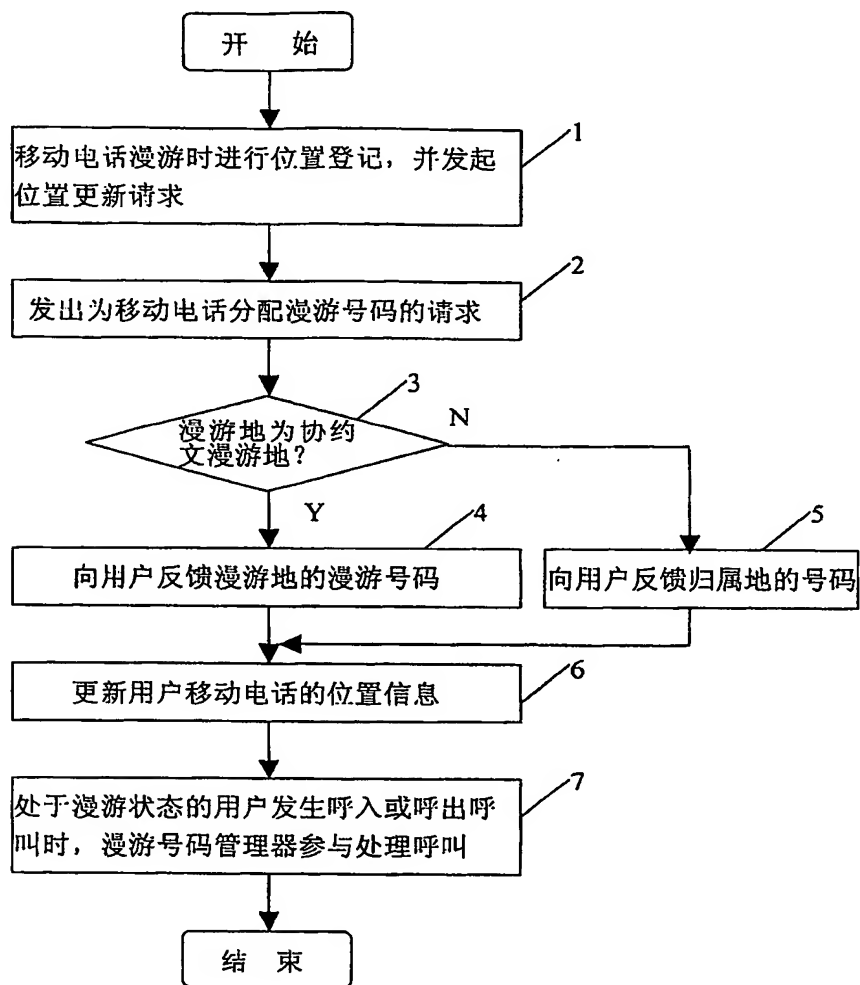 开 始
移动电话漫游时进行位置登记，并发起
位置更新请求
1
发出为移动电话分配漫游号码的请求
2
漫游地为协约
文漫游地？
3
N
Y
向用户反馈漫游地的漫游号码
4
向用户反馈归属地的号码
5
更新用户移动电话的位置信息
6
处于漫游状态的用户发生呼入或呼出呼
叫时，漫游号码管理器参与处理呼叫
7
结 束